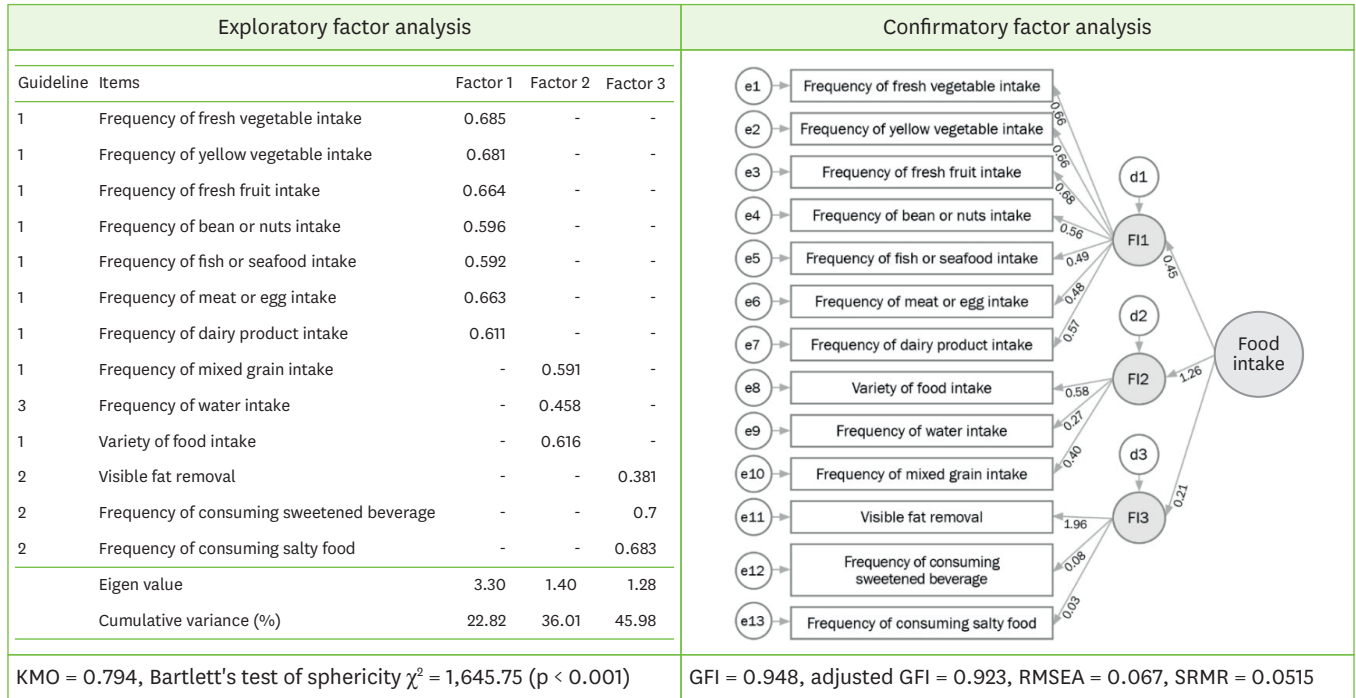 Exploratory factor analysis
Guideline Items Factor 1 Factor 2 Factor 3
1 Frequency of fresh vegetable intake 0.685 - -
1 Frequency of yellow vegetable intake 0.681 - -
1 Frequency of fresh fruit intake 0.664 - -
1 Frequency of bean or nuts intake 0.596 - -
1 Frequency of fish or seafood intake 0.592 - -
1 Frequency of meat or egg intake 0.663 - -
1 Frequency of dairy product intake 0.611 - -
1 Frequency of mixed grain intake - 0.591 -
3 Frequency of water intake - 0.458 -
1 Variety of food intake - 0.616 -
2 Visible fat removal - - 0.381
2 Frequency of consuming sweetened beverage - - 0.7
2 Frequency of consuming salty food - - 0.683
Eigen value 3.30 1.40 1.28
Cumulative variance (%) 22.82 36.01 45.98
KMO = 0.794, Bartlett's test of sphericity χ² = 1,645.75 (p < 0.001)
Confirmatory factor analysis
e1 Frequency of fresh vegetable intake 0.66
e2 Frequency of yellow vegetable intake 0.66
e3 Frequency of fresh fruit intake 0.68
e4 Frequency of bean or nuts intake 0.56
e5 Frequency of fish or seafood intake 0.49
e6 Frequency of meat or egg intake 0.48
e7 Frequency of dairy product intake 0.57
e8 Variety of food intake 0.58
e9 Frequency of water intake 0.27
e10 Frequency of mixed grain intake 0.40
e11 Visible fat removal 1.96
e12 Frequency of consuming
sweetened beverage 0.08
e13 Frequency of consuming salty food 0.03
d1
FI1 0.45
d2
FI2 1.26
d3
FI3 0.21
Food
intake
GFI = 0.948, adjusted GFI = 0.923, RMSEA = 0.067, SRMR = 0.0515